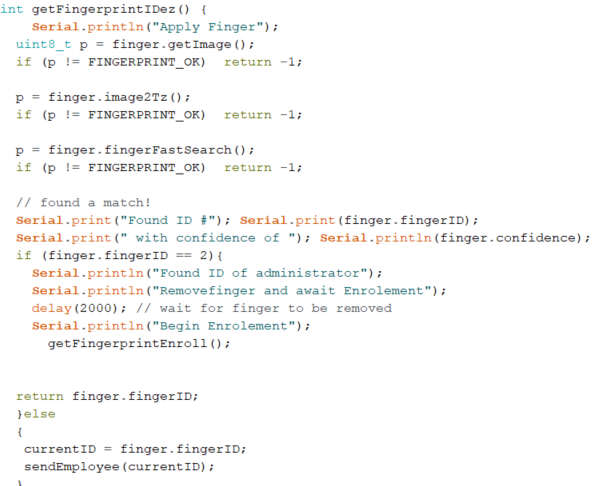 int getFingerprintIDez() {
    Serial.println("Apply Finger");
  uint8_t p = finger.getImage();
  if (p != FINGERPRINT_OK)  return -1;

  p = finger.image2Tz();
  if (p != FINGERPRINT_OK)  return -1;

  p = finger.fingerFastSearch();
  if (p != FINGERPRINT_OK)  return -1;

  // found a match!
  Serial.print("Found ID #"); Serial.print(finger.fingerID);
  Serial.print(" with confidence of "); Serial.println(finger.confidence);
  if (finger.fingerID == 2){
    Serial.println("Found ID of administrator");
    Serial.println("Removefinger and await Enrolement");
    delay(2000); // wait for finger to be removed
    Serial.println("Begin Enrolement");
      getFingerprintEnroll();


  return finger.fingerID;
  }else
  {
   currentID = finger.fingerID;
   sendEmployee(currentID);
  }